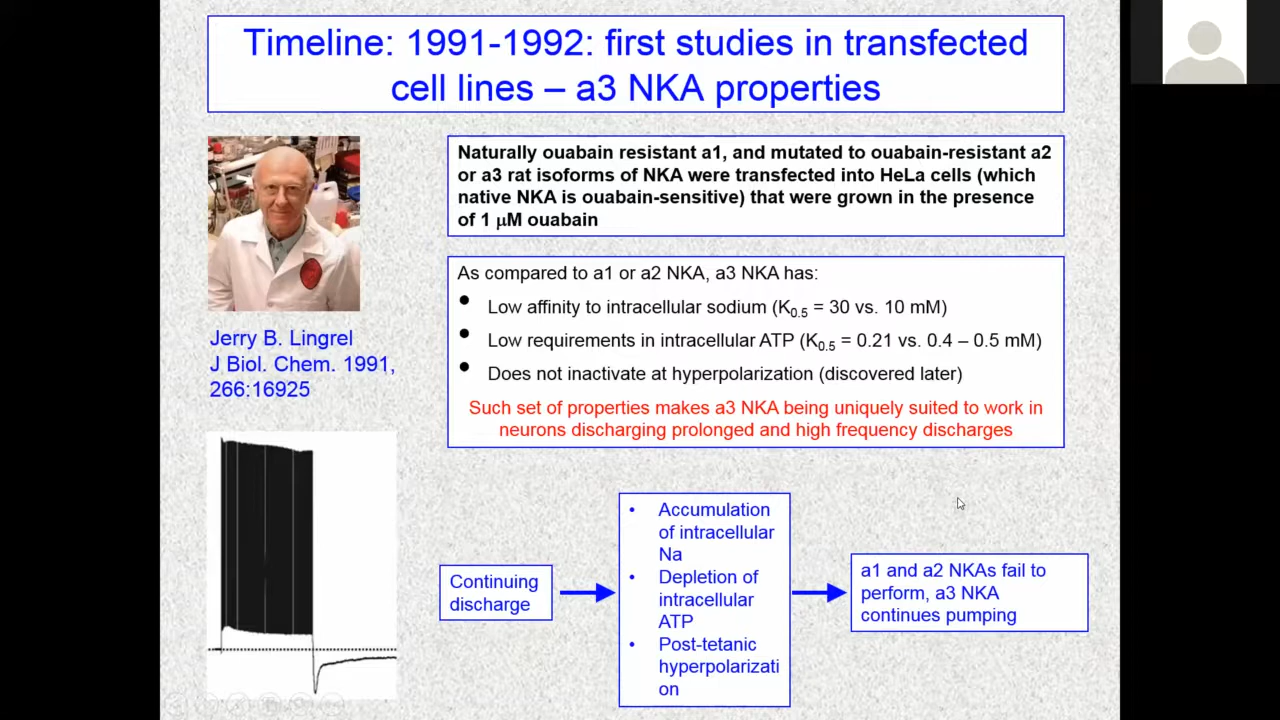 Timeline: 1991-1992: first studies in transfected
cell lines – a3 NKA properties
Naturally ouabain resistant a1, and mutated to ouabain-resistant a2
or a3 rat isoforms of NKA were transfected into HeLa cells (which
native NKA is ouabain-sensitive) that were grown in the presence
of 1 μM ouabain
Jerry B. Lingrel
J Biol. Chem. 1991,
266:16925
As compared to a1 or a2 NKA, a3 NKA has:
• Low affinity to intracellular sodium (K0.5 = 30 vs. 10 mM)
• Low requirements in intracellular ATP (K0.5 = 0.21 vs. 0.4 – 0.5 mM)
• Does not inactivate at hyperpolarization (discovered later)
Such set of properties makes a3 NKA being uniquely suited to work in
neurons discharging prolonged and high frequency discharges
Continuing
discharge
• Accumulation
of intracellular
Na
• Depletion of
intracellular
ATP
• Post-tetanic
hyperpolarizati
on
a1 and a2 NKAs fail to
perform, a3 NKA
continues pumping